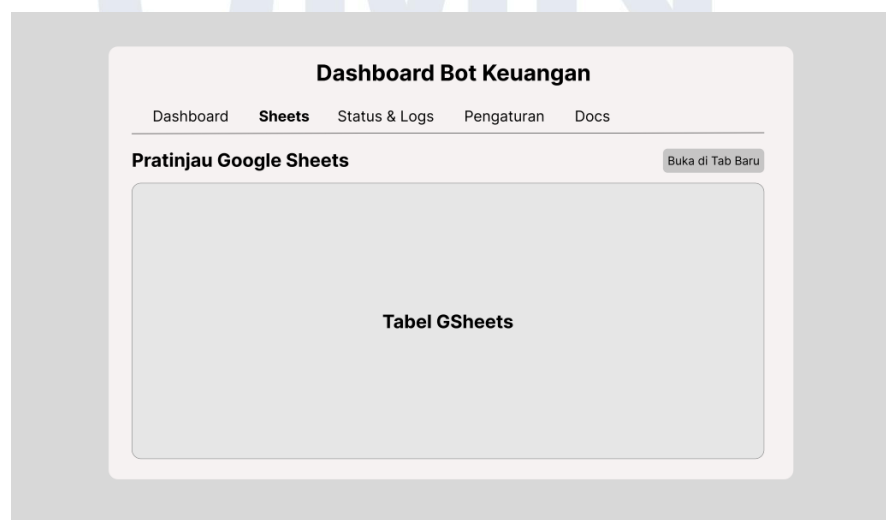 Dashboard Bot Keuangan
Dashboard Sheets Status & Logs Pengaturan Docs
Pratinjau Google Sheets Buka di Tab Baru
Tabel GSheets